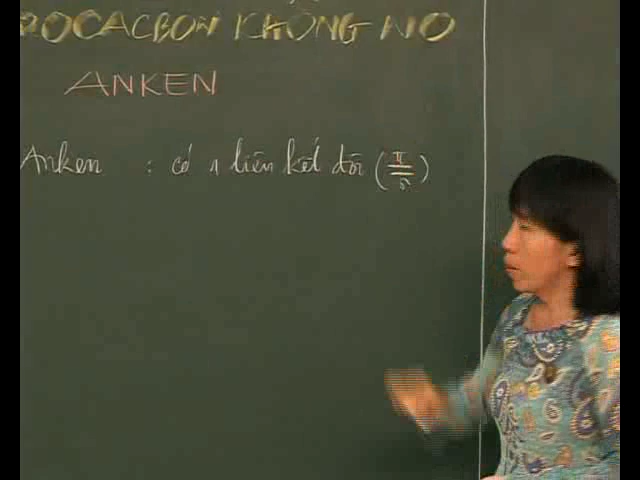 ROCACBON KHÔNG NO
ANKEN
Anken : có 1 liên kết đôi (π/σ)